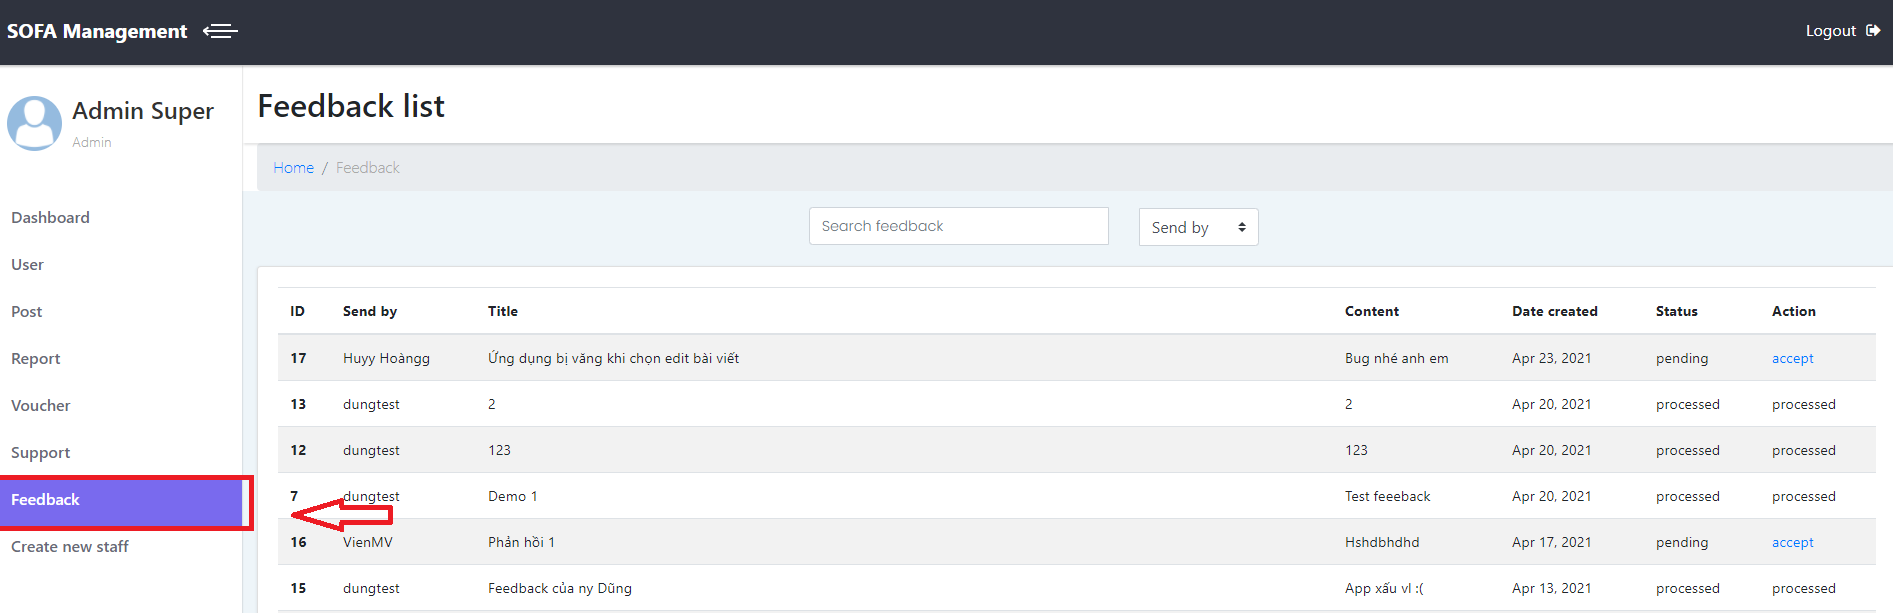 SOFA Management
Logout
Admin Super
Admin
Dashboard
User
Post
Report
Voucher
Support
Feedback
Create new staff
Feedback list
Home / Feedback
Search feedback
Send by
ID Send by Title Content Date created Status Action
17 Huyy Hoàngg Ứng dụng bị văng khi chọn edit bài viết Bug nhé anh em Apr 23, 2021 pending accept
13 dungtest 2 2 Apr 20, 2021 processed processed
12 dungtest 123 123 Apr 20, 2021 processed processed
7 dungtest Demo 1 Test feeeback Apr 20, 2021 processed processed
16 VienMV Phản hồi 1 Hshdbhdhd Apr 17, 2021 pending accept
15 dungtest Feedback của ny Dũng App xấu vl :( Apr 13, 2021 processed processed